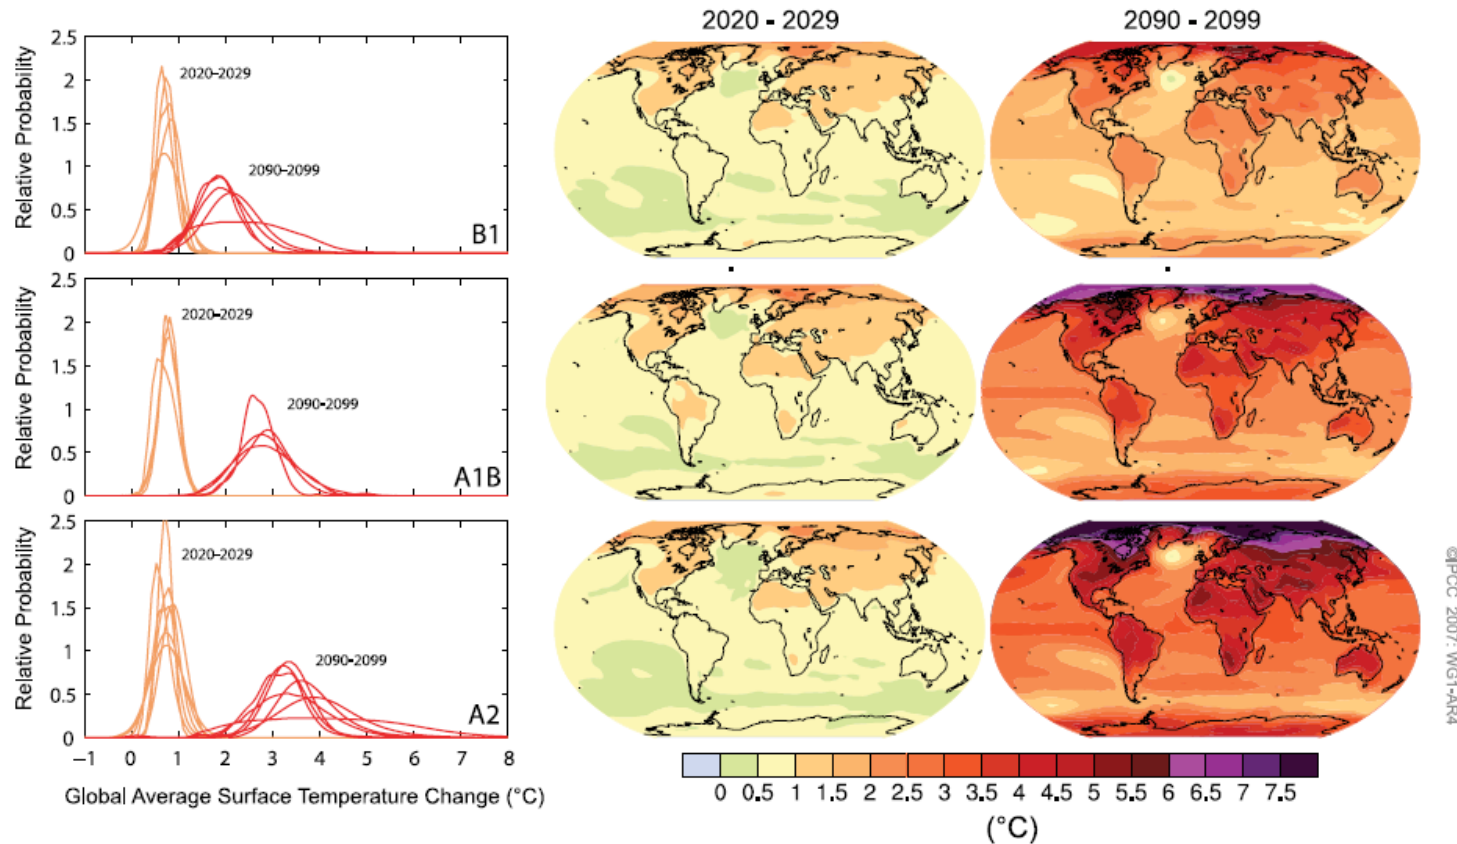 2020 - 2029
2090 - 2099
Relative Probability
2.5
2
1.5
1
0.5
0
2020-2029
2090-2099
B1
Relative Probability
2.5
2
1.5
1
0.5
0
2020-2029
2090-2099
A1B
Relative Probability
2.5
2
1.5
1
0.5
0
2020-2029
2090-2099
A2
−1 0 1 2 3 4 5 6 7 8
Global Average Surface Temperature Change (°C)
0 0.5 1 1.5 2 2.5 3 3.5 4 4.5 5 5.5 6 6.5 7 7.5
(°C)
©IPCC 2007: WG1-AR4